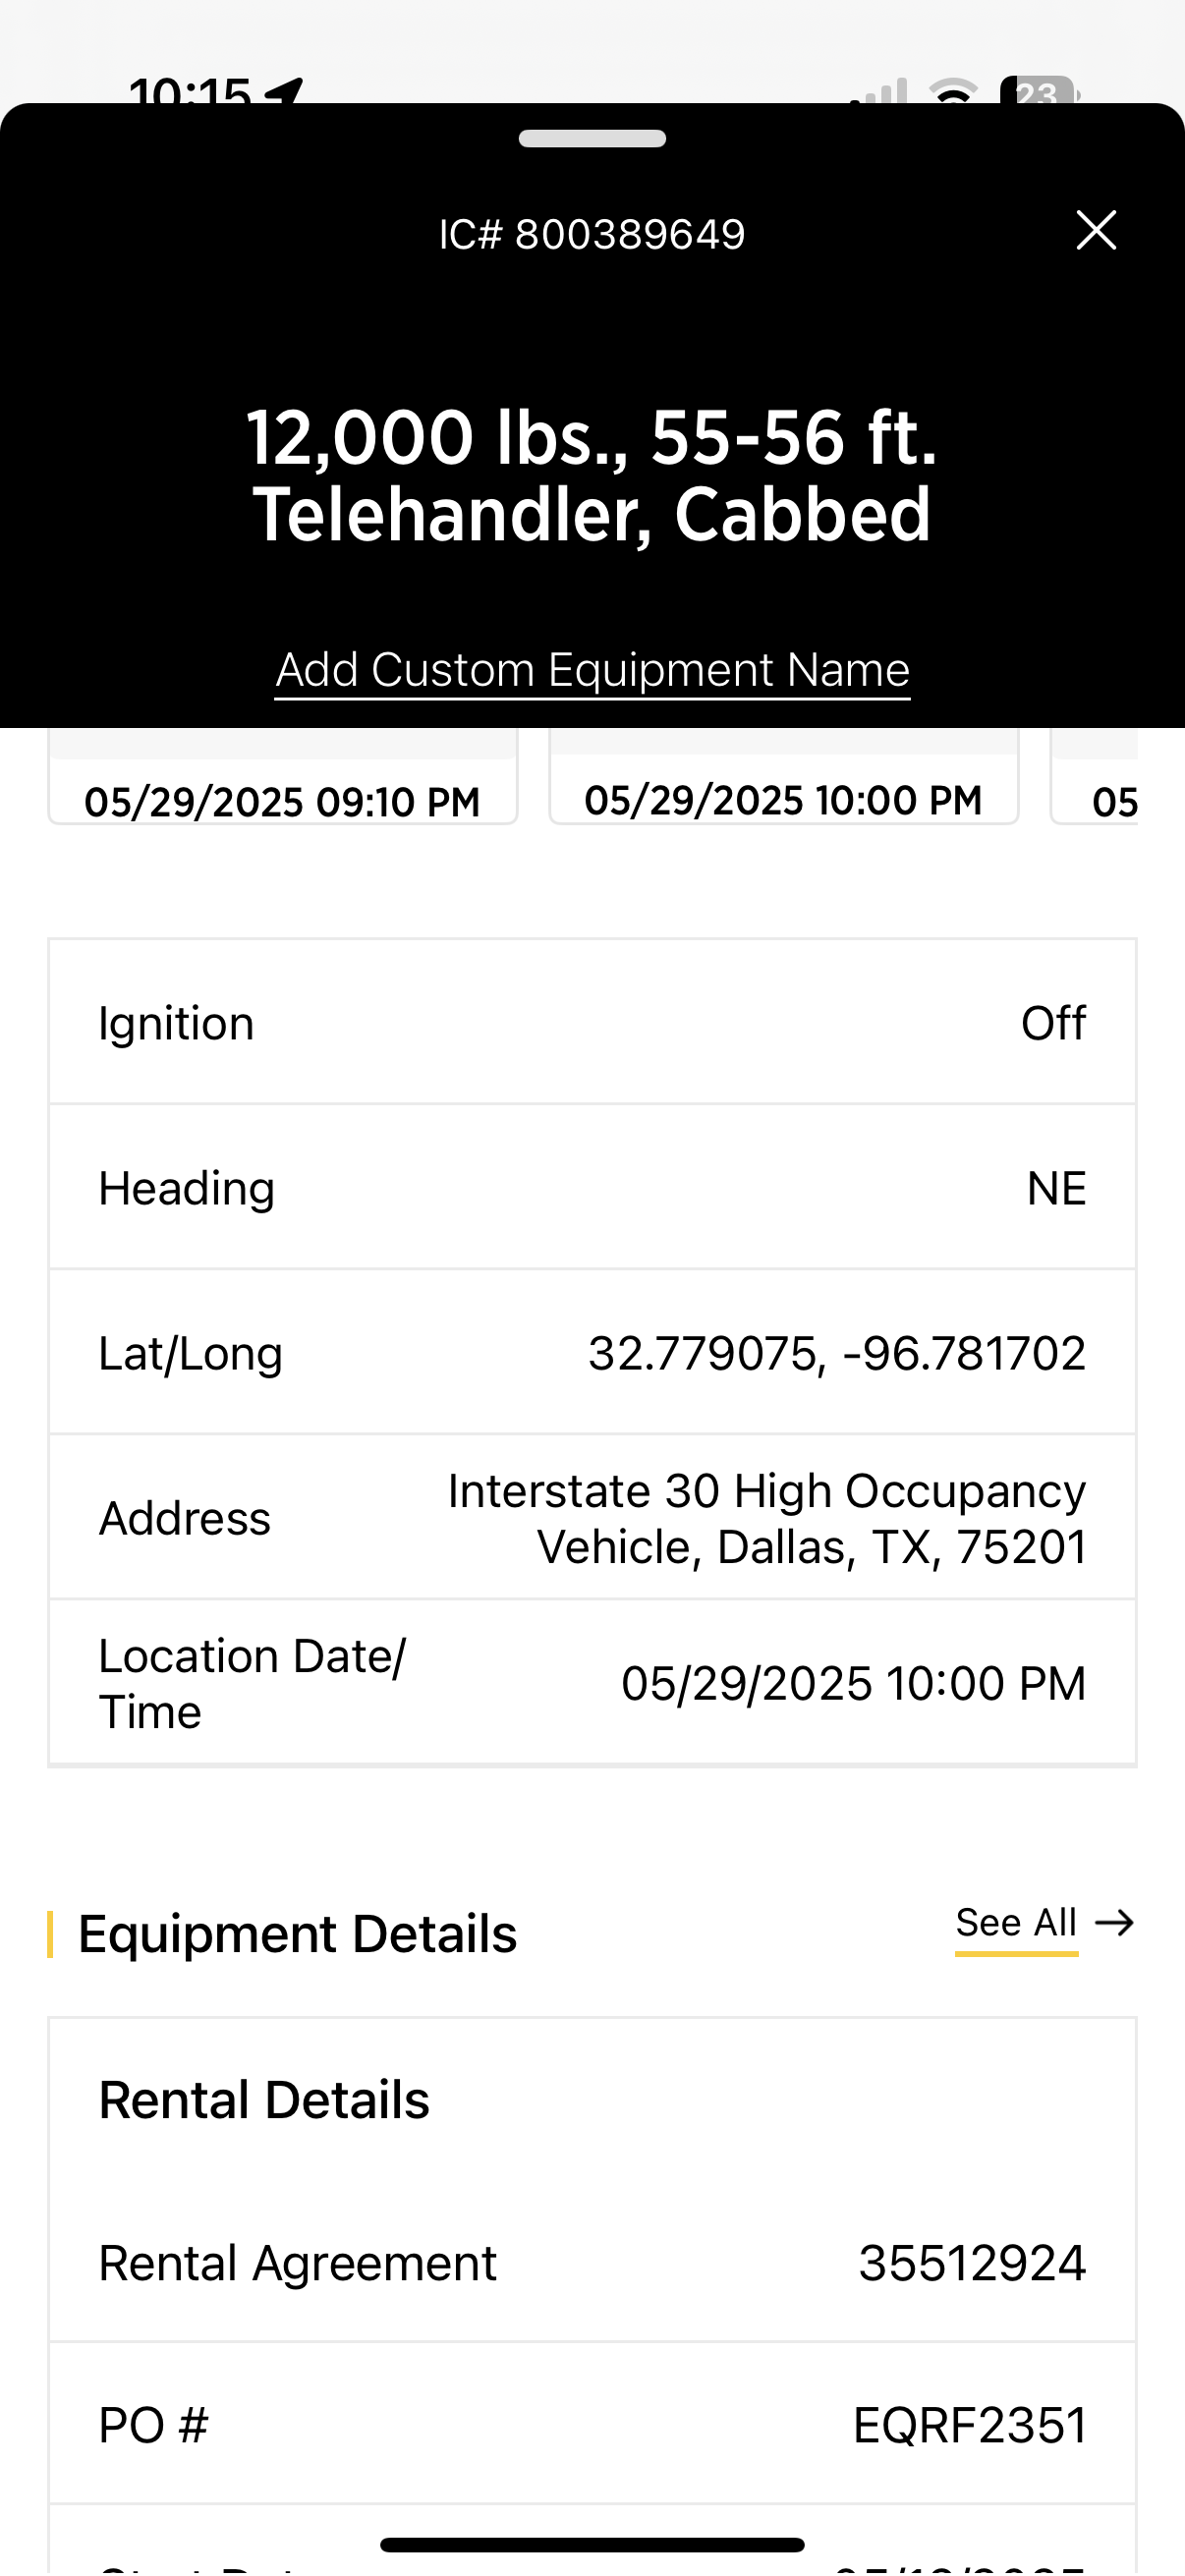 10:15
23
IC# 800389649
12,000 lbs., 55-56 ft.
Telehandler, Cabbed
Add Custom Equipment Name
05/29/2025 09:10 PM
05/29/2025 10:00 PM
05
Ignition
Off
Heading
NE
Lat/Long
32.779075, -96.781702
Address
Interstate 30 High Occupancy
Vehicle, Dallas, TX, 75201
Location Date/
Time
05/29/2025 10:00 PM
Equipment Details
See All
Rental Details
Rental Agreement
35512924
PO #
EQRF2351